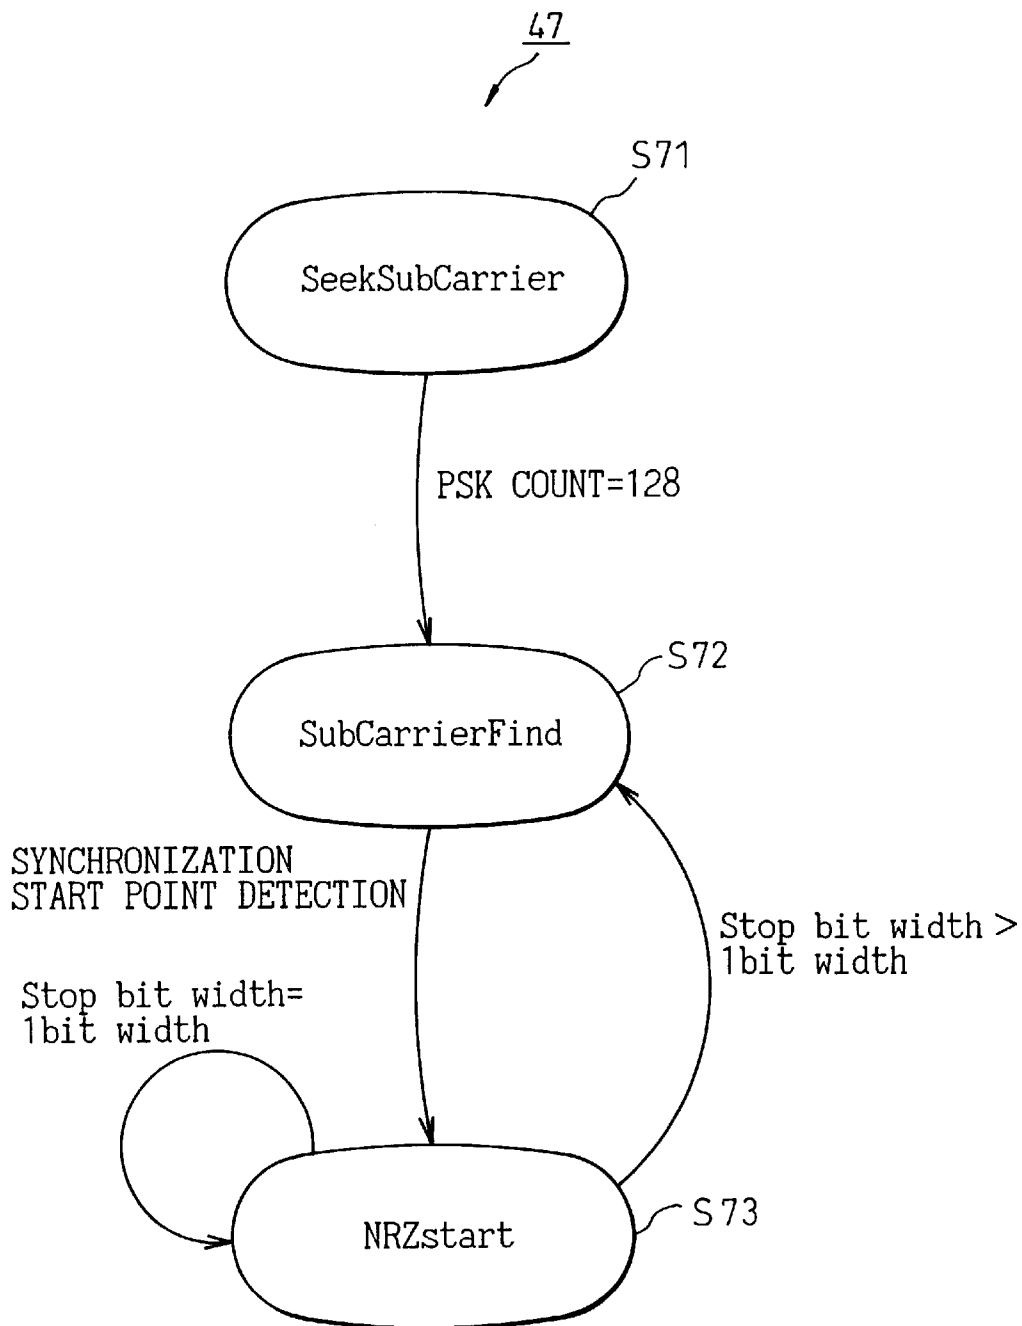 47
S71
SeekSubCarrier
PSK COUNT=128
S72
SubCarrierFind
SYNCHRONIZATION
START POINT DETECTION
Stop bit width >
1bit width
Stop bit width=
1bit width
S73
NRZstart